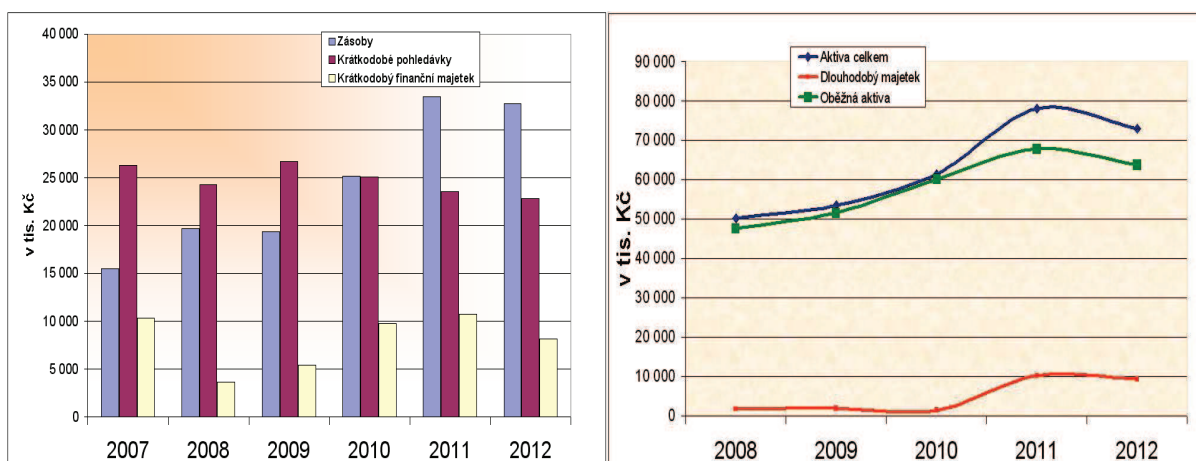 40 000
35 000
30 000
25 000
20 000
15 000
10 000
5 000
0
v tis. Kč
Zásoby
Krátkodobé pohledávky
Krátkodobý finanční majetek
2007 2008 2009 2010 2011 2012
90 000
80 000
70 000
60 000
50 000
40 000
30 000
20 000
10 000
0
v tis. Kč
Aktiva celkem
Dlouhodobý majetek
Oběžná aktiva
2008 2009 2010 2011 2012